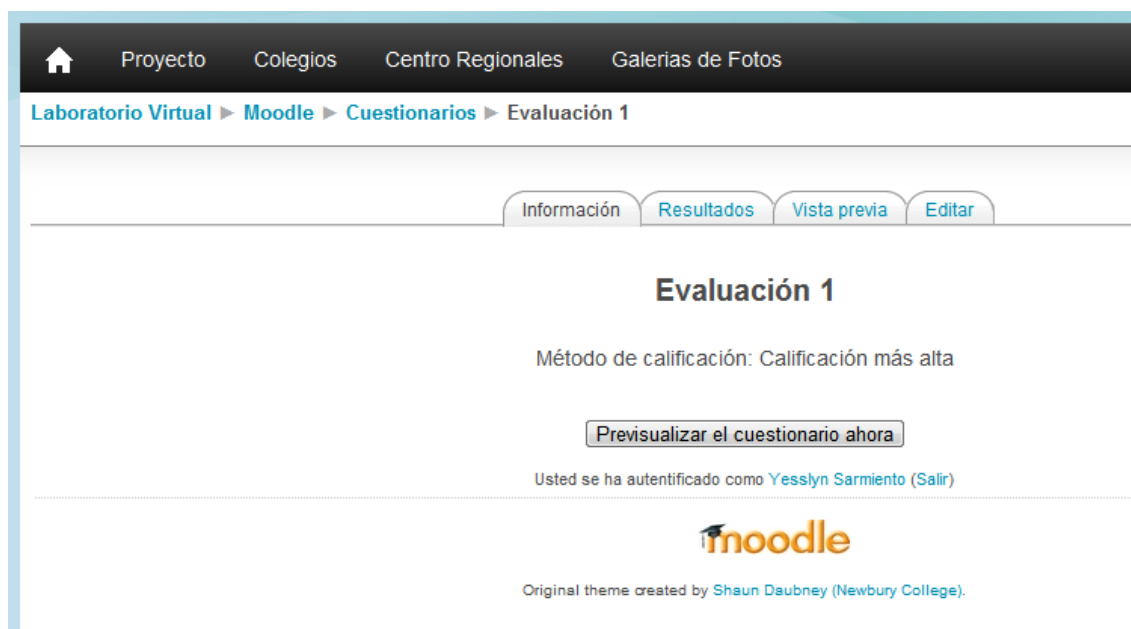 Proyecto Colegios Centro Regionales Galerias de Fotos
Laboratorio Virtual ► Moodle ► Cuestionarios ► Evaluación 1
Información Resultados Vista previa Editar
Evaluación 1
Método de calificación: Calificación más alta
Previsualizar el cuestionario ahora
Usted se ha autentificado como Yesslyn Sarmiento (Salir)
moodle
Original theme created by Shaun Daubney (Newbury College).